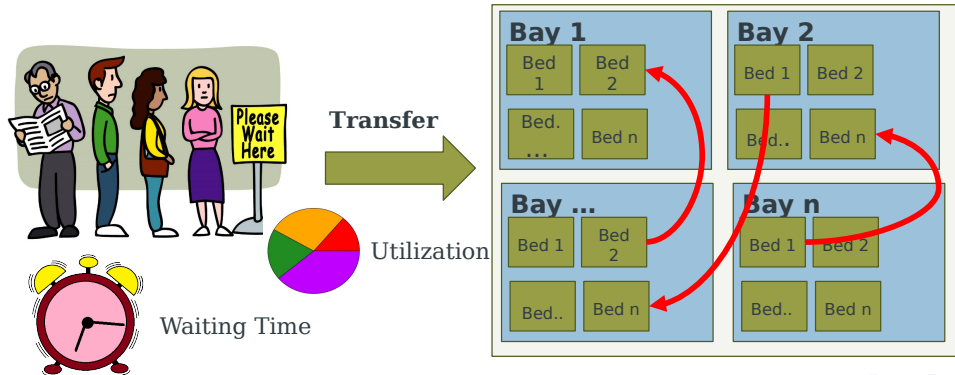 Please
Wait
Here
Transfer
Utilization
Waiting Time
Bay 1
Bed
1
Bed
2
Bed.
...
Bed n
Bay 2
Bed 1
Bed 2
Bed..
Bed n
Bay ...
Bed 1
Bed
2
Bed..
Bed n
Bay n
Bed 1
Bed 2
Bed..
Bed n